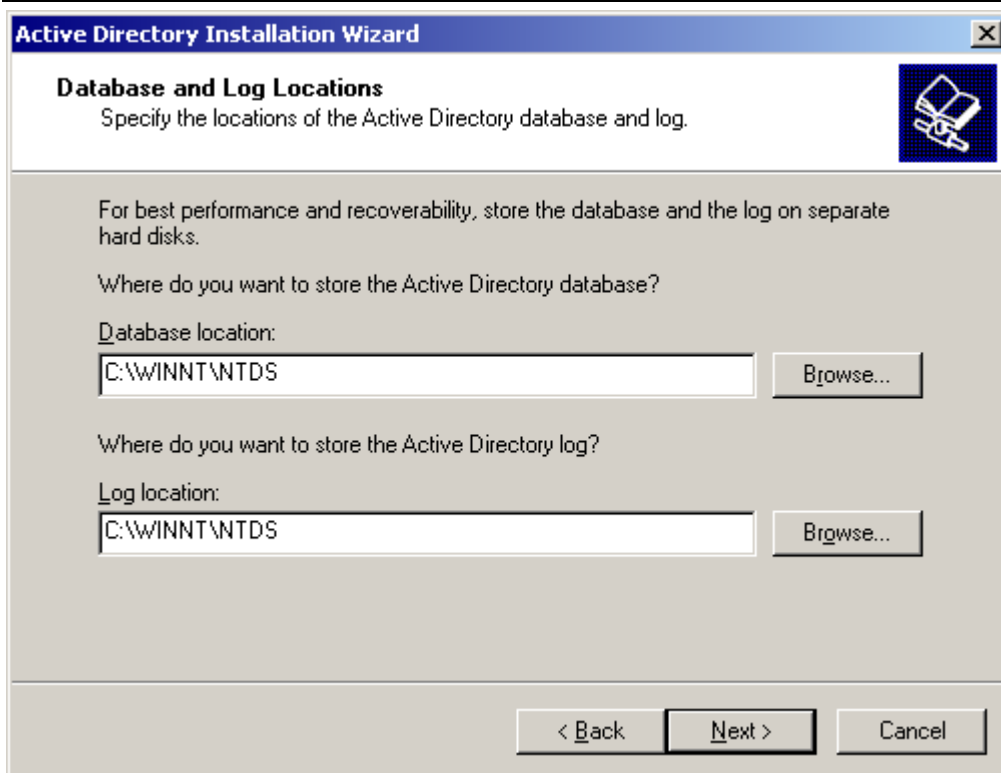 Active Directory Installation Wizard
Database and Log Locations
Specify the locations of the Active Directory database and log.
For best performance and recoverability, store the database and the log on separate
hard disks.
Where do you want to store the Active Directory database?
Database location:
C:\WINNT\NTDS
Browse...
Where do you want to store the Active Directory log?
Log location:
C:\WINNT\NTDS
Browse...
< Back
Next >
Cancel